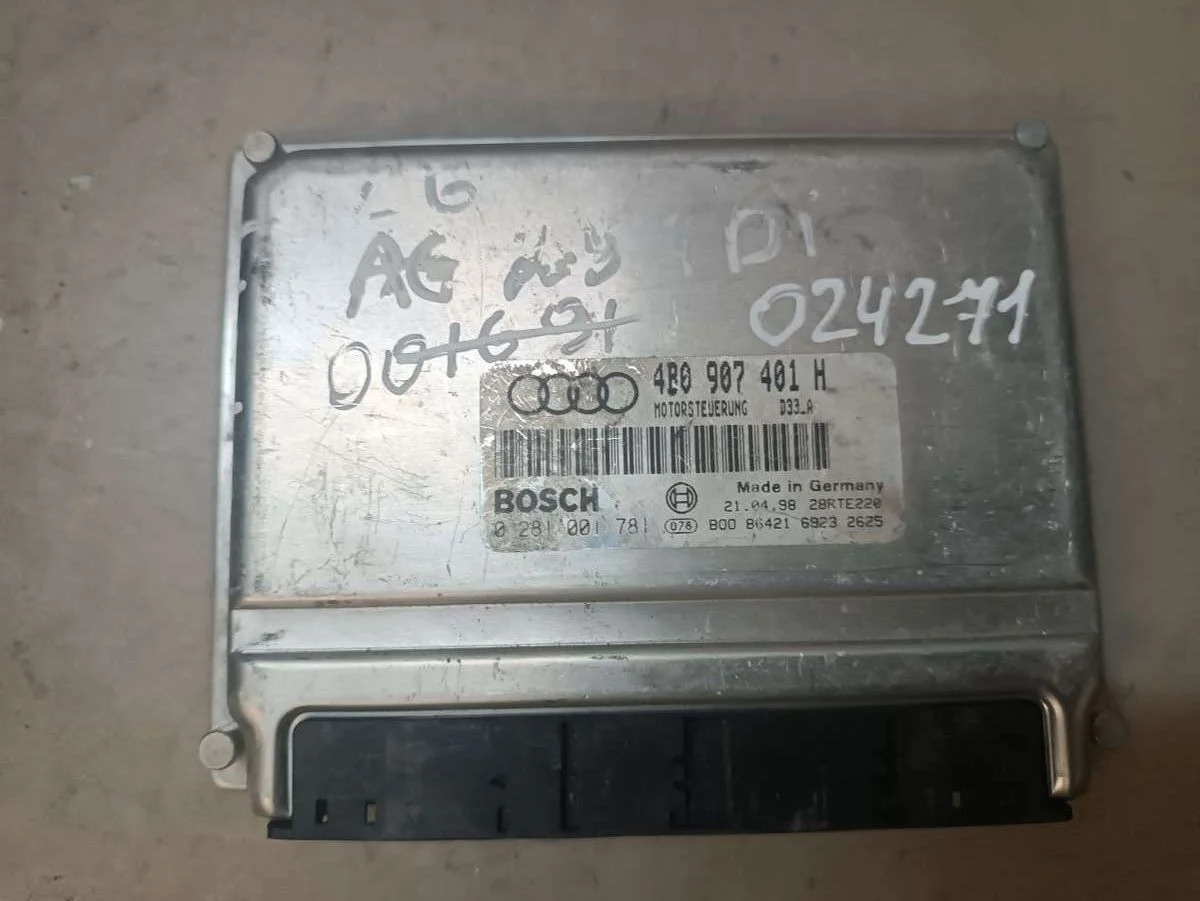 DI
024271
4B0 907 401 H
MOTORSTEUERUNG D33_A
BOSCH
Made in Germany
21.04.98 28RTE220
0 281 001 781 078 B00 86421 6923 2625